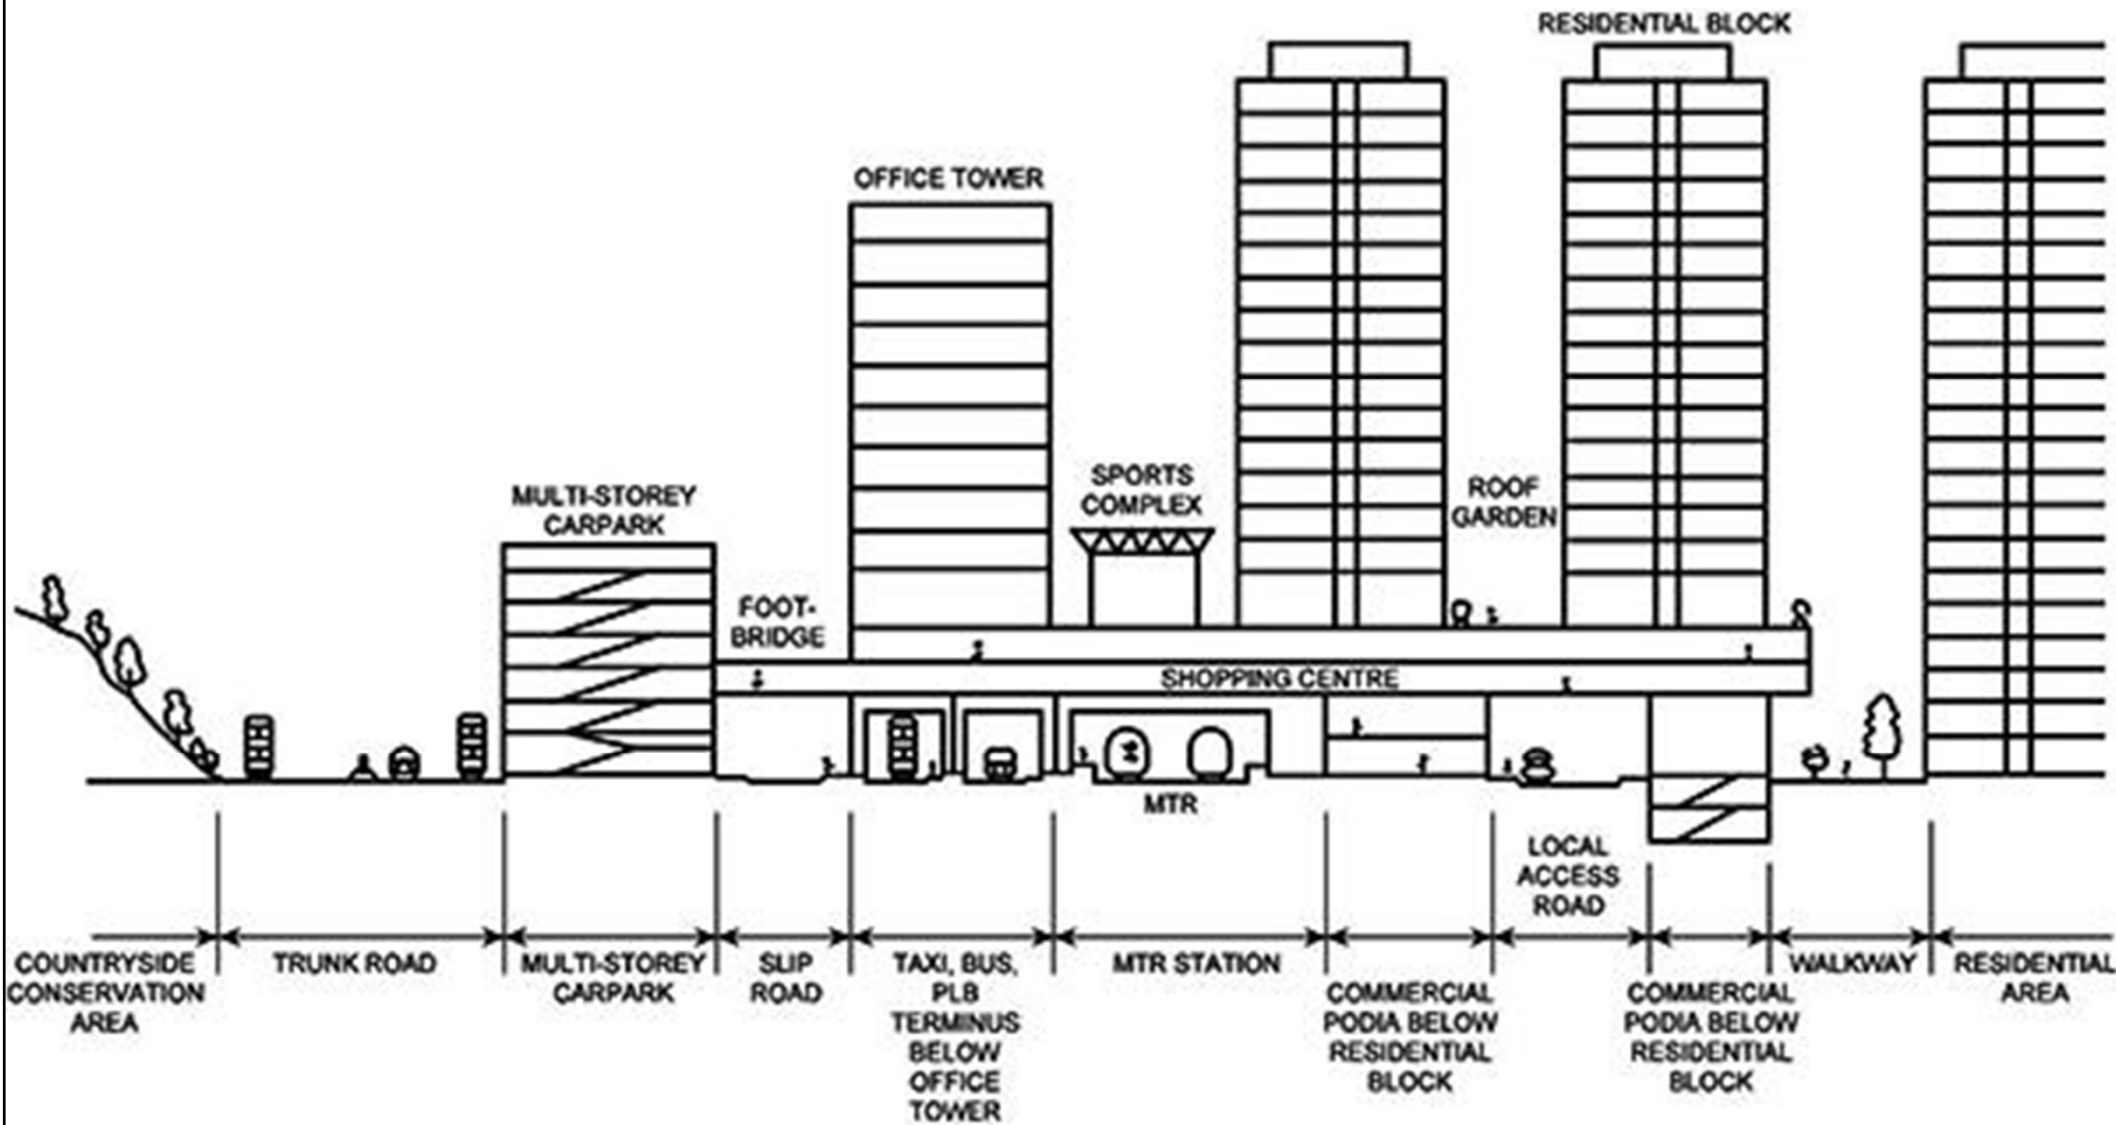 RESIDENTIAL BLOCK
OFFICE TOWER
SPORTS
COMPLEX
ROOF
GARDEN
MULTI-STOREY
CARPARK
FOOT-
BRIDGE
SHOPPING CENTRE
MTR
LOCAL
ACCESS
ROAD
COUNTRYSIDE
CONSERVATION
AREA
TRUNK ROAD
MULTI-STOREY
CARPARK
SLIP
ROAD
TAXI, BUS,
PLB
TERMINUS
BELOW
OFFICE
TOWER
MTR STATION
COMMERCIAL
PODIA BELOW
RESIDENTIAL
BLOCK
COMMERCIAL
PODIA BELOW
RESIDENTIAL
BLOCK
WALKWAY
RESIDENTIAL
AREA